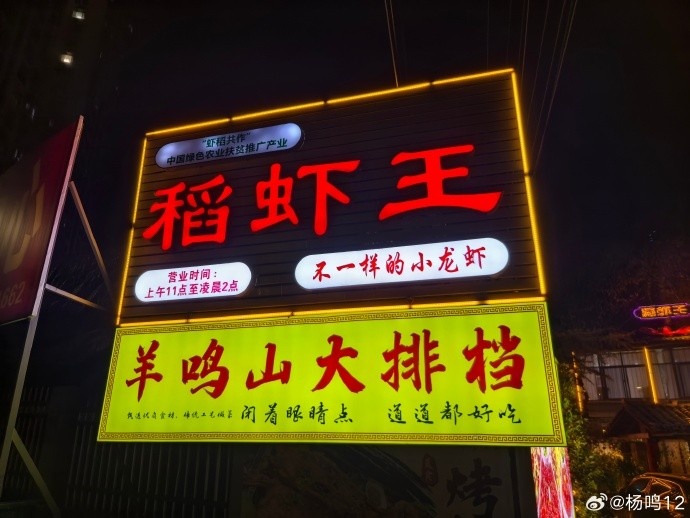 "虾稻共作"
中国绿色农业扶贫推广产业
稻虾王
营业时间：
上午11点至凌晨2点
不一样的小龙虾
羊鸣山大排档
闭着眼睛点 道道都好吃
662
烤
@杨鸣12